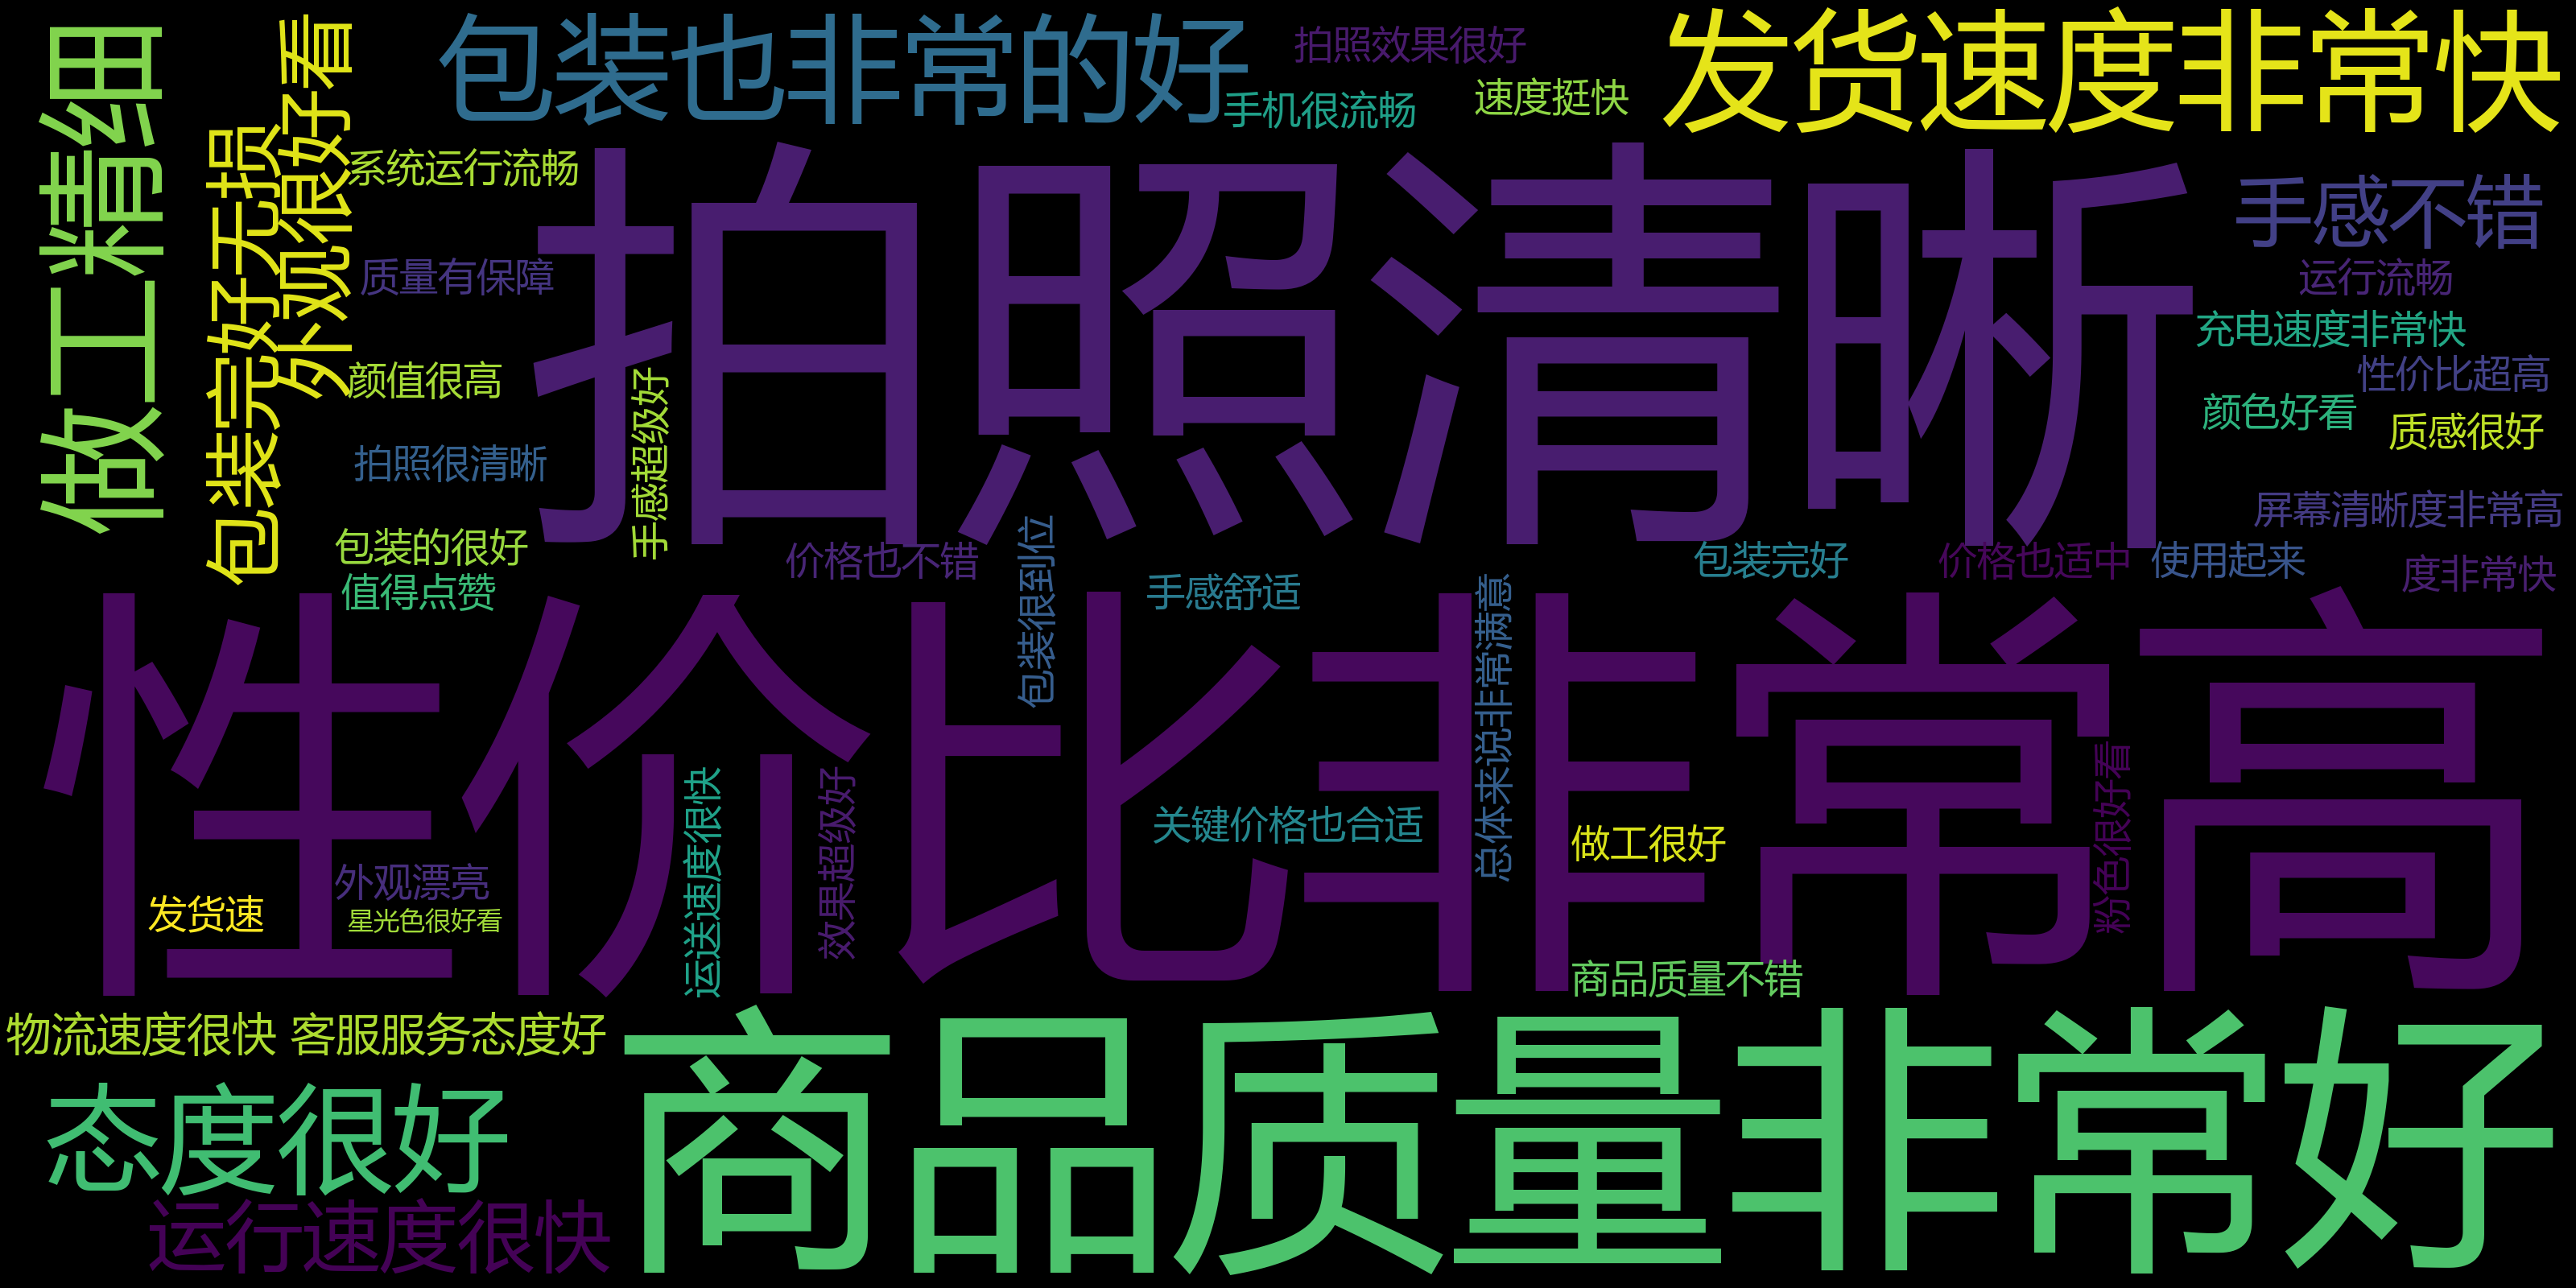 做工精细
包装完好无损
外观很好看
包装也非常的好
拍照效果很好
手机很流畅
速度挺快
发货速度非常快
系统运行流畅
质量有保障
颜值很高
拍照很清晰
手感超级好
拍照清晰
手感不错
运行流畅
充电速度非常快
性价比超高
颜色好看
质感很好
屏幕清晰度非常高
包装的很好
值得点赞
价格也不错
包装很到位
手感舒适
总体来说非常满意
包装完好
价格也适中
使用起来
度非常快
性价比非常高
运送速度很快
效果超级好
关键价格也合适
做工很好
粉色很好看
外观漂亮
发货速
星光色很好看
商品质量不错
物流速度很快
客服服务态度好
态度很好
运行速度很快
商品质量非常好